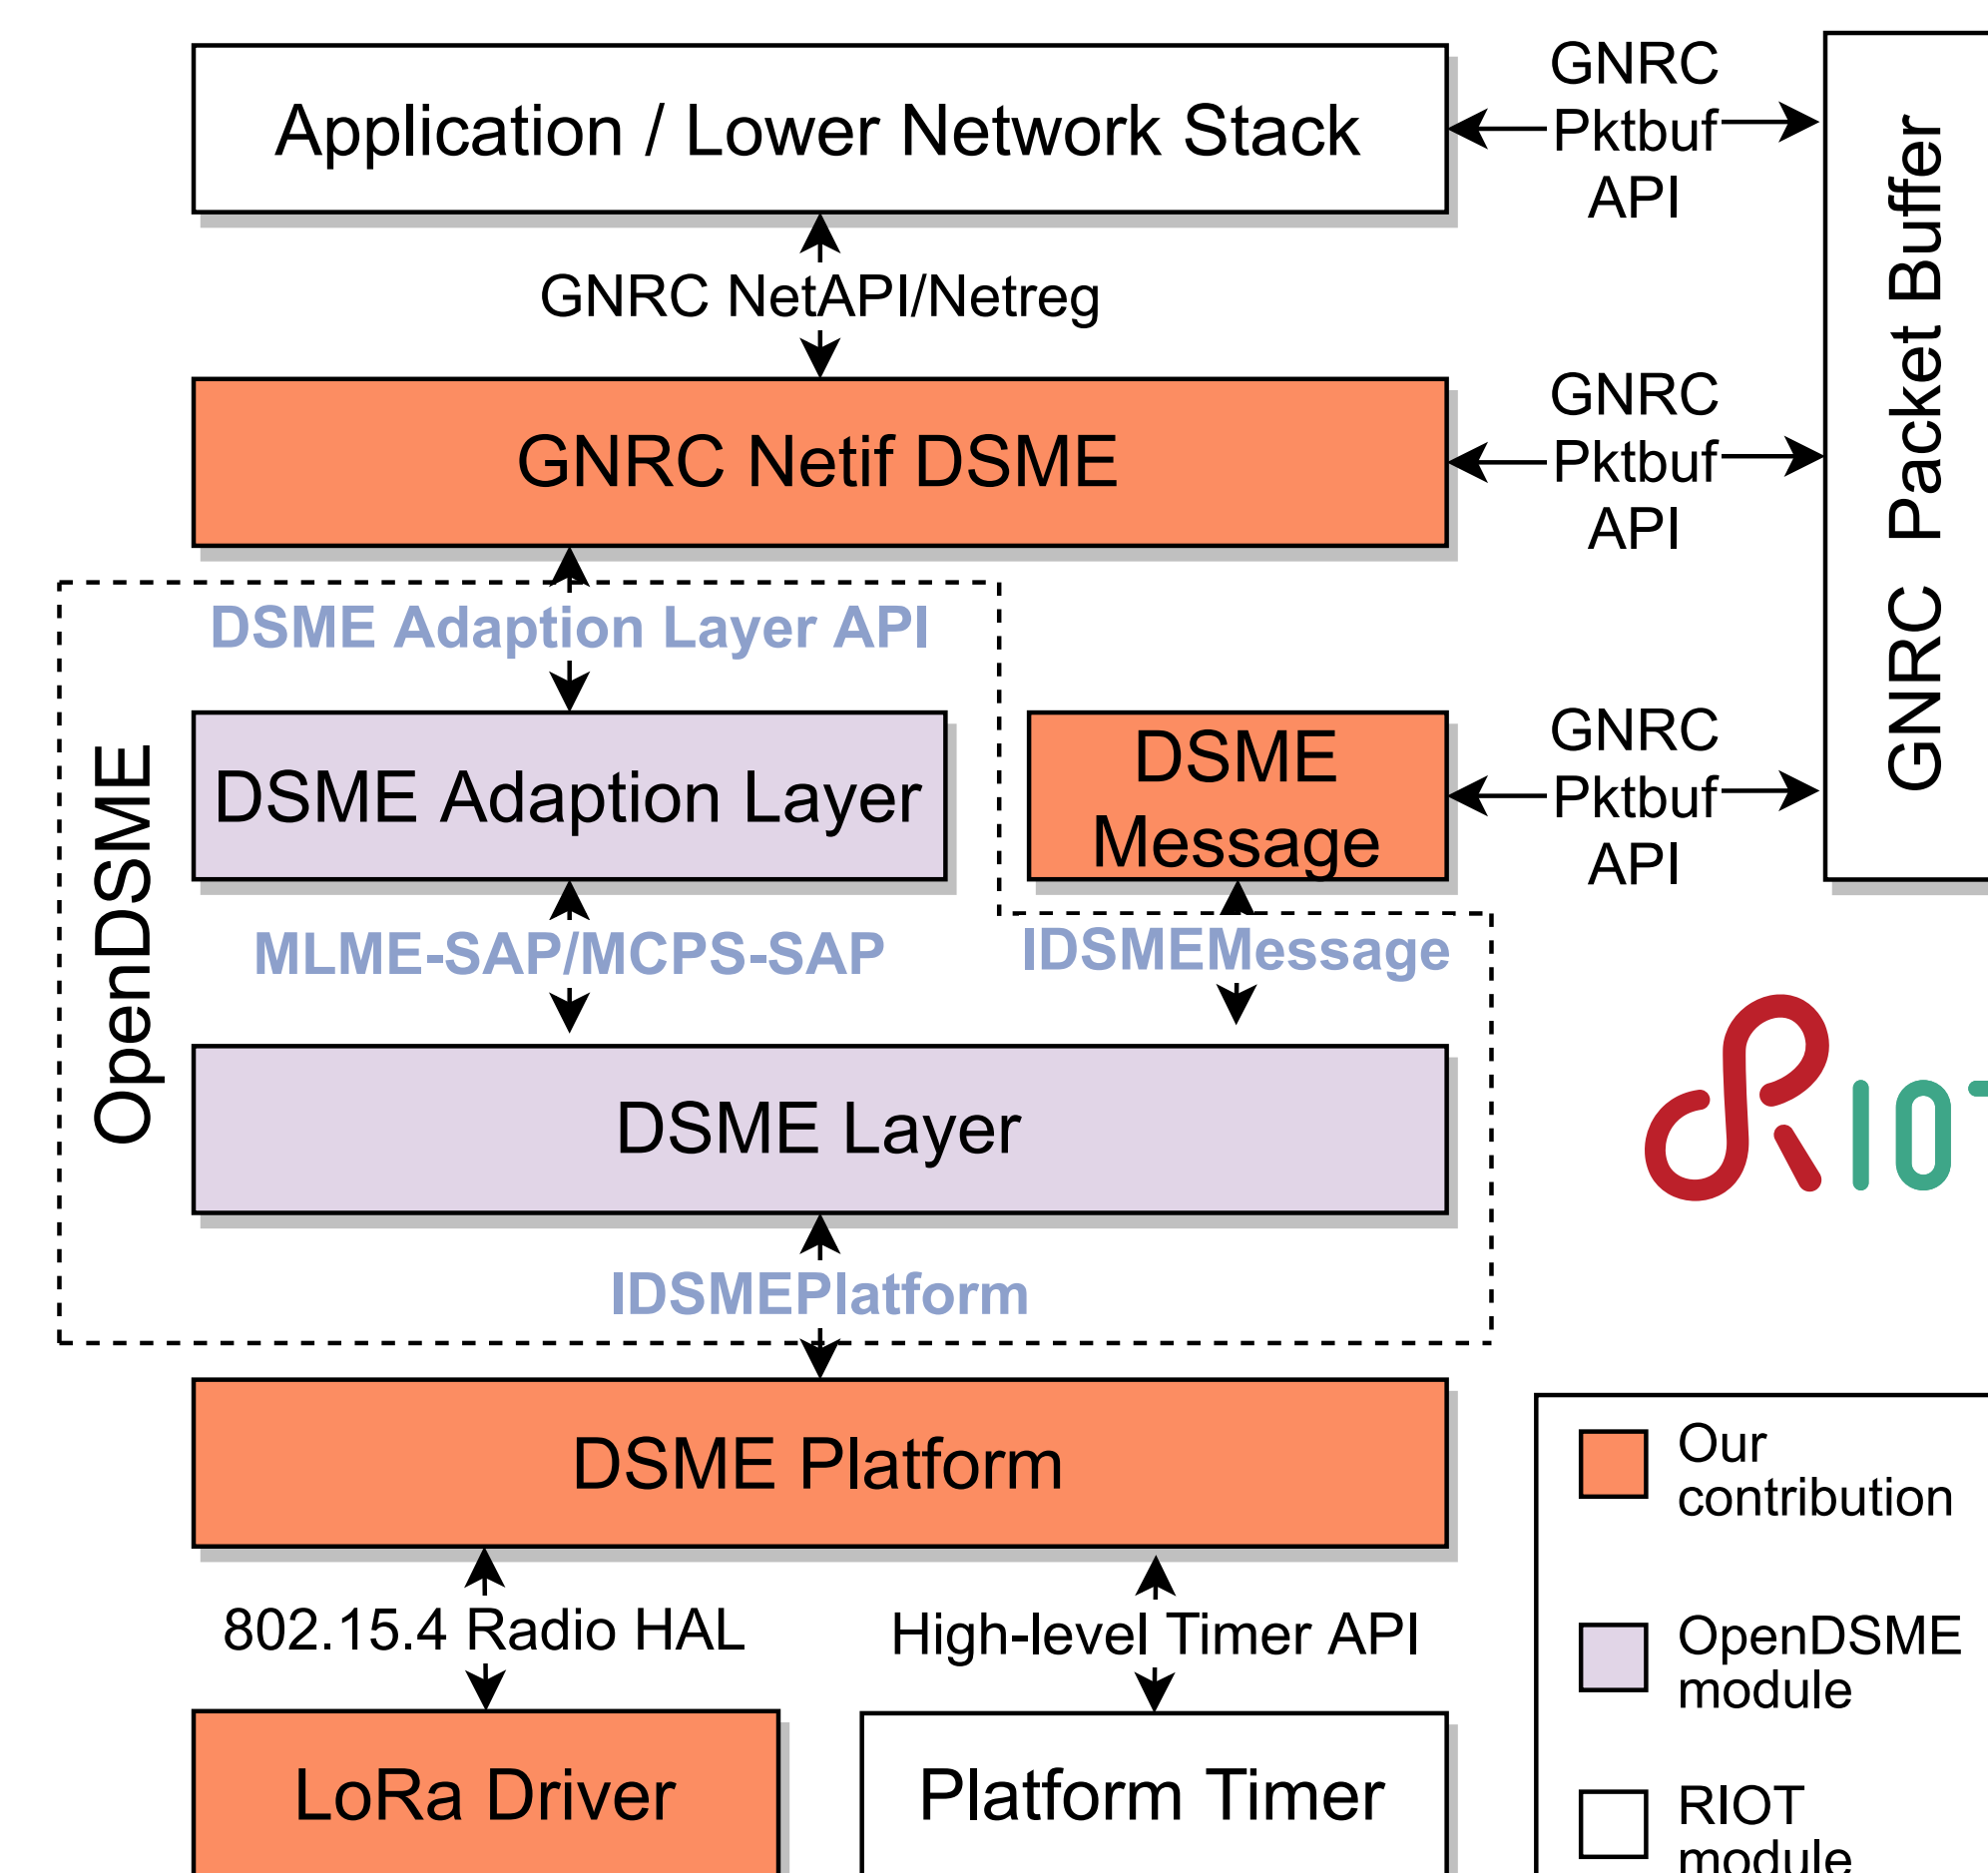 Application / Lower Network Stack
GNRC
Pktbuf
API
GNRC Packet Buffer
GNRC NetAPI/Netreg
GNRC Netif DSME
GNRC
Pktbuf
API
OpenDSME
DSME Adaption Layer API
DSME Adaption Layer
DSME
Message
GNRC
Pktbuf
API
MLME-SAP/MCPS-SAP
IDSMEMessage
DSME Layer
RIOT
IDSMEPlatform
DSME Platform
802.15.4 Radio HAL
High-level Timer API
LoRa Driver
Platform Timer
Our
contribution
OpenDSME
module
RIOT
module